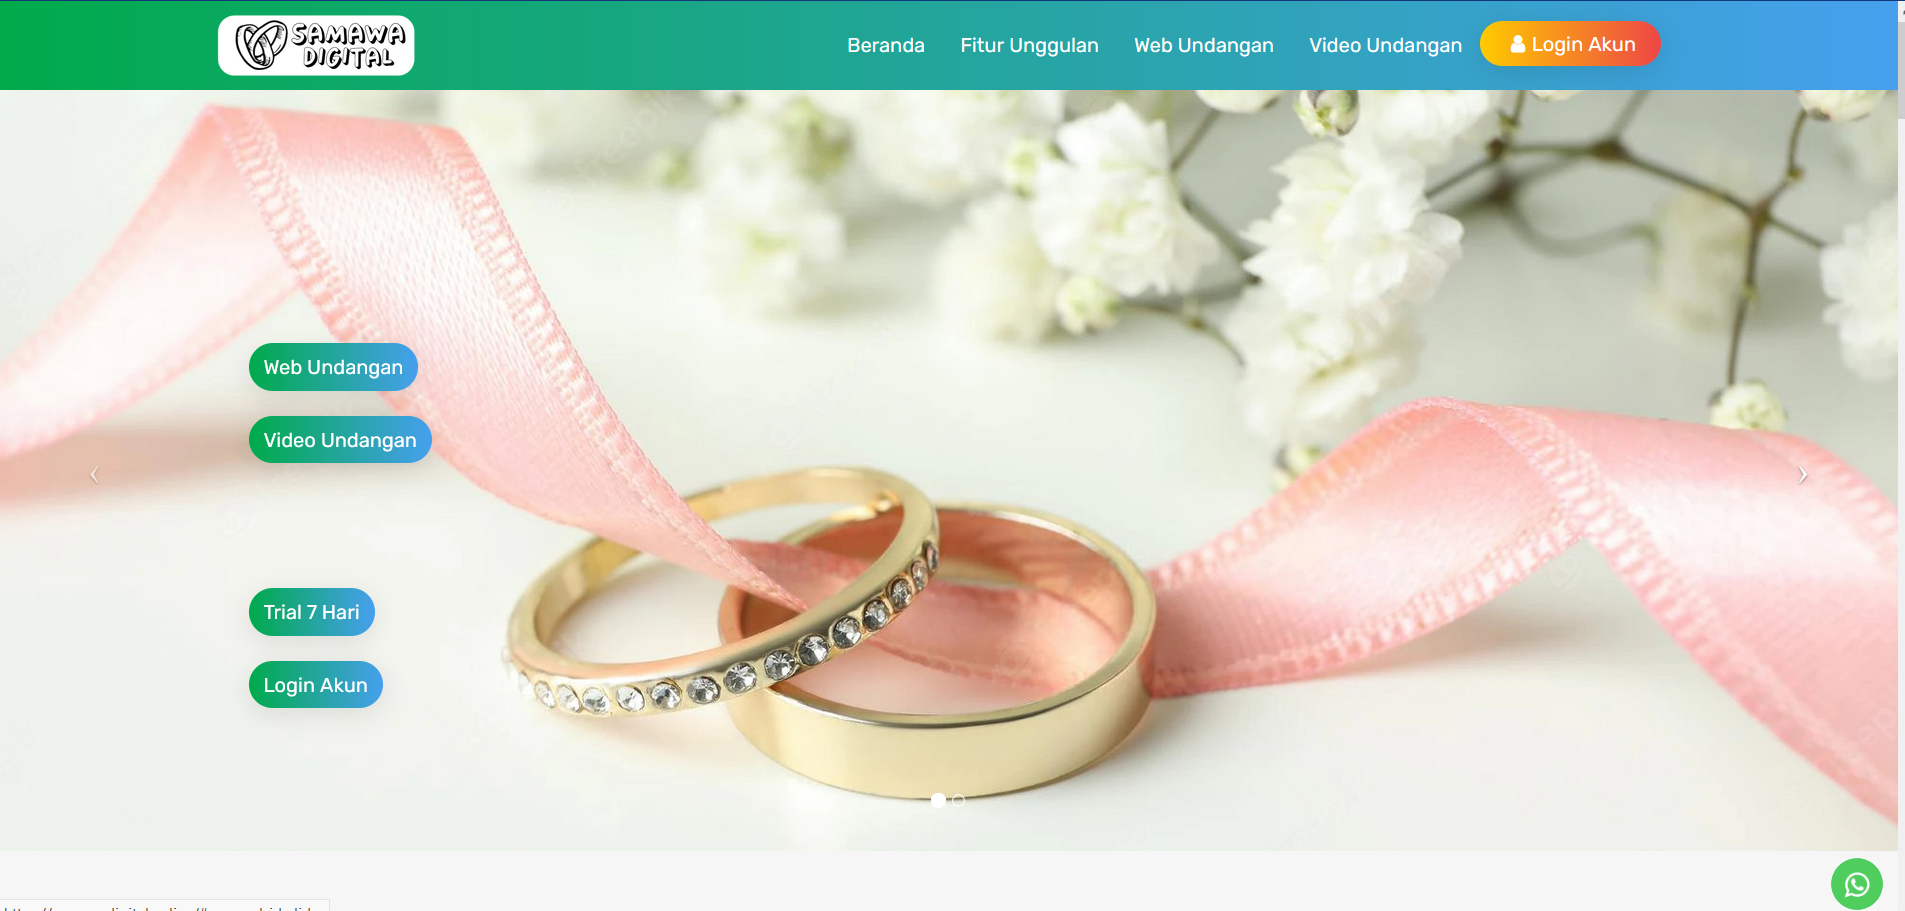 SAMAWA
DIGITAL
Beranda
Fitur Unggulan
Web Undangan
Video Undangan
Login Akun
Web Undangan
Video Undangan
Trial 7 Hari
Login Akun